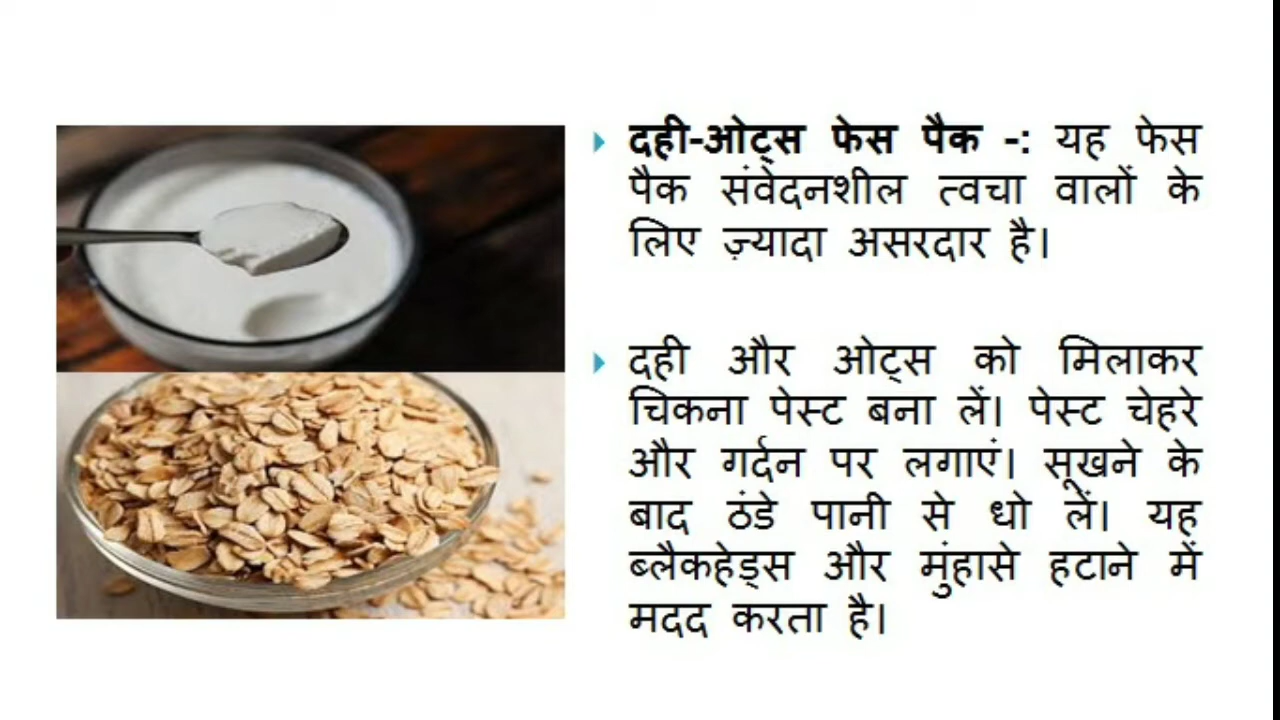 दही-ओट्स फेस पैक -: यह फेस
पैक संवेदनशील त्वचा वालों के
लिए ज़्यादा असरदार है।
दही और ओट्स को मिलाकर
चिकना पेस्ट बना लें। पेस्ट चेहरे
और गर्दन पर लगाएं। सूखने के
बाद ठंडे पानी से धो लें। यह
ब्लैकहेड्स और मुंहासे हटाने में
मदद करता है।